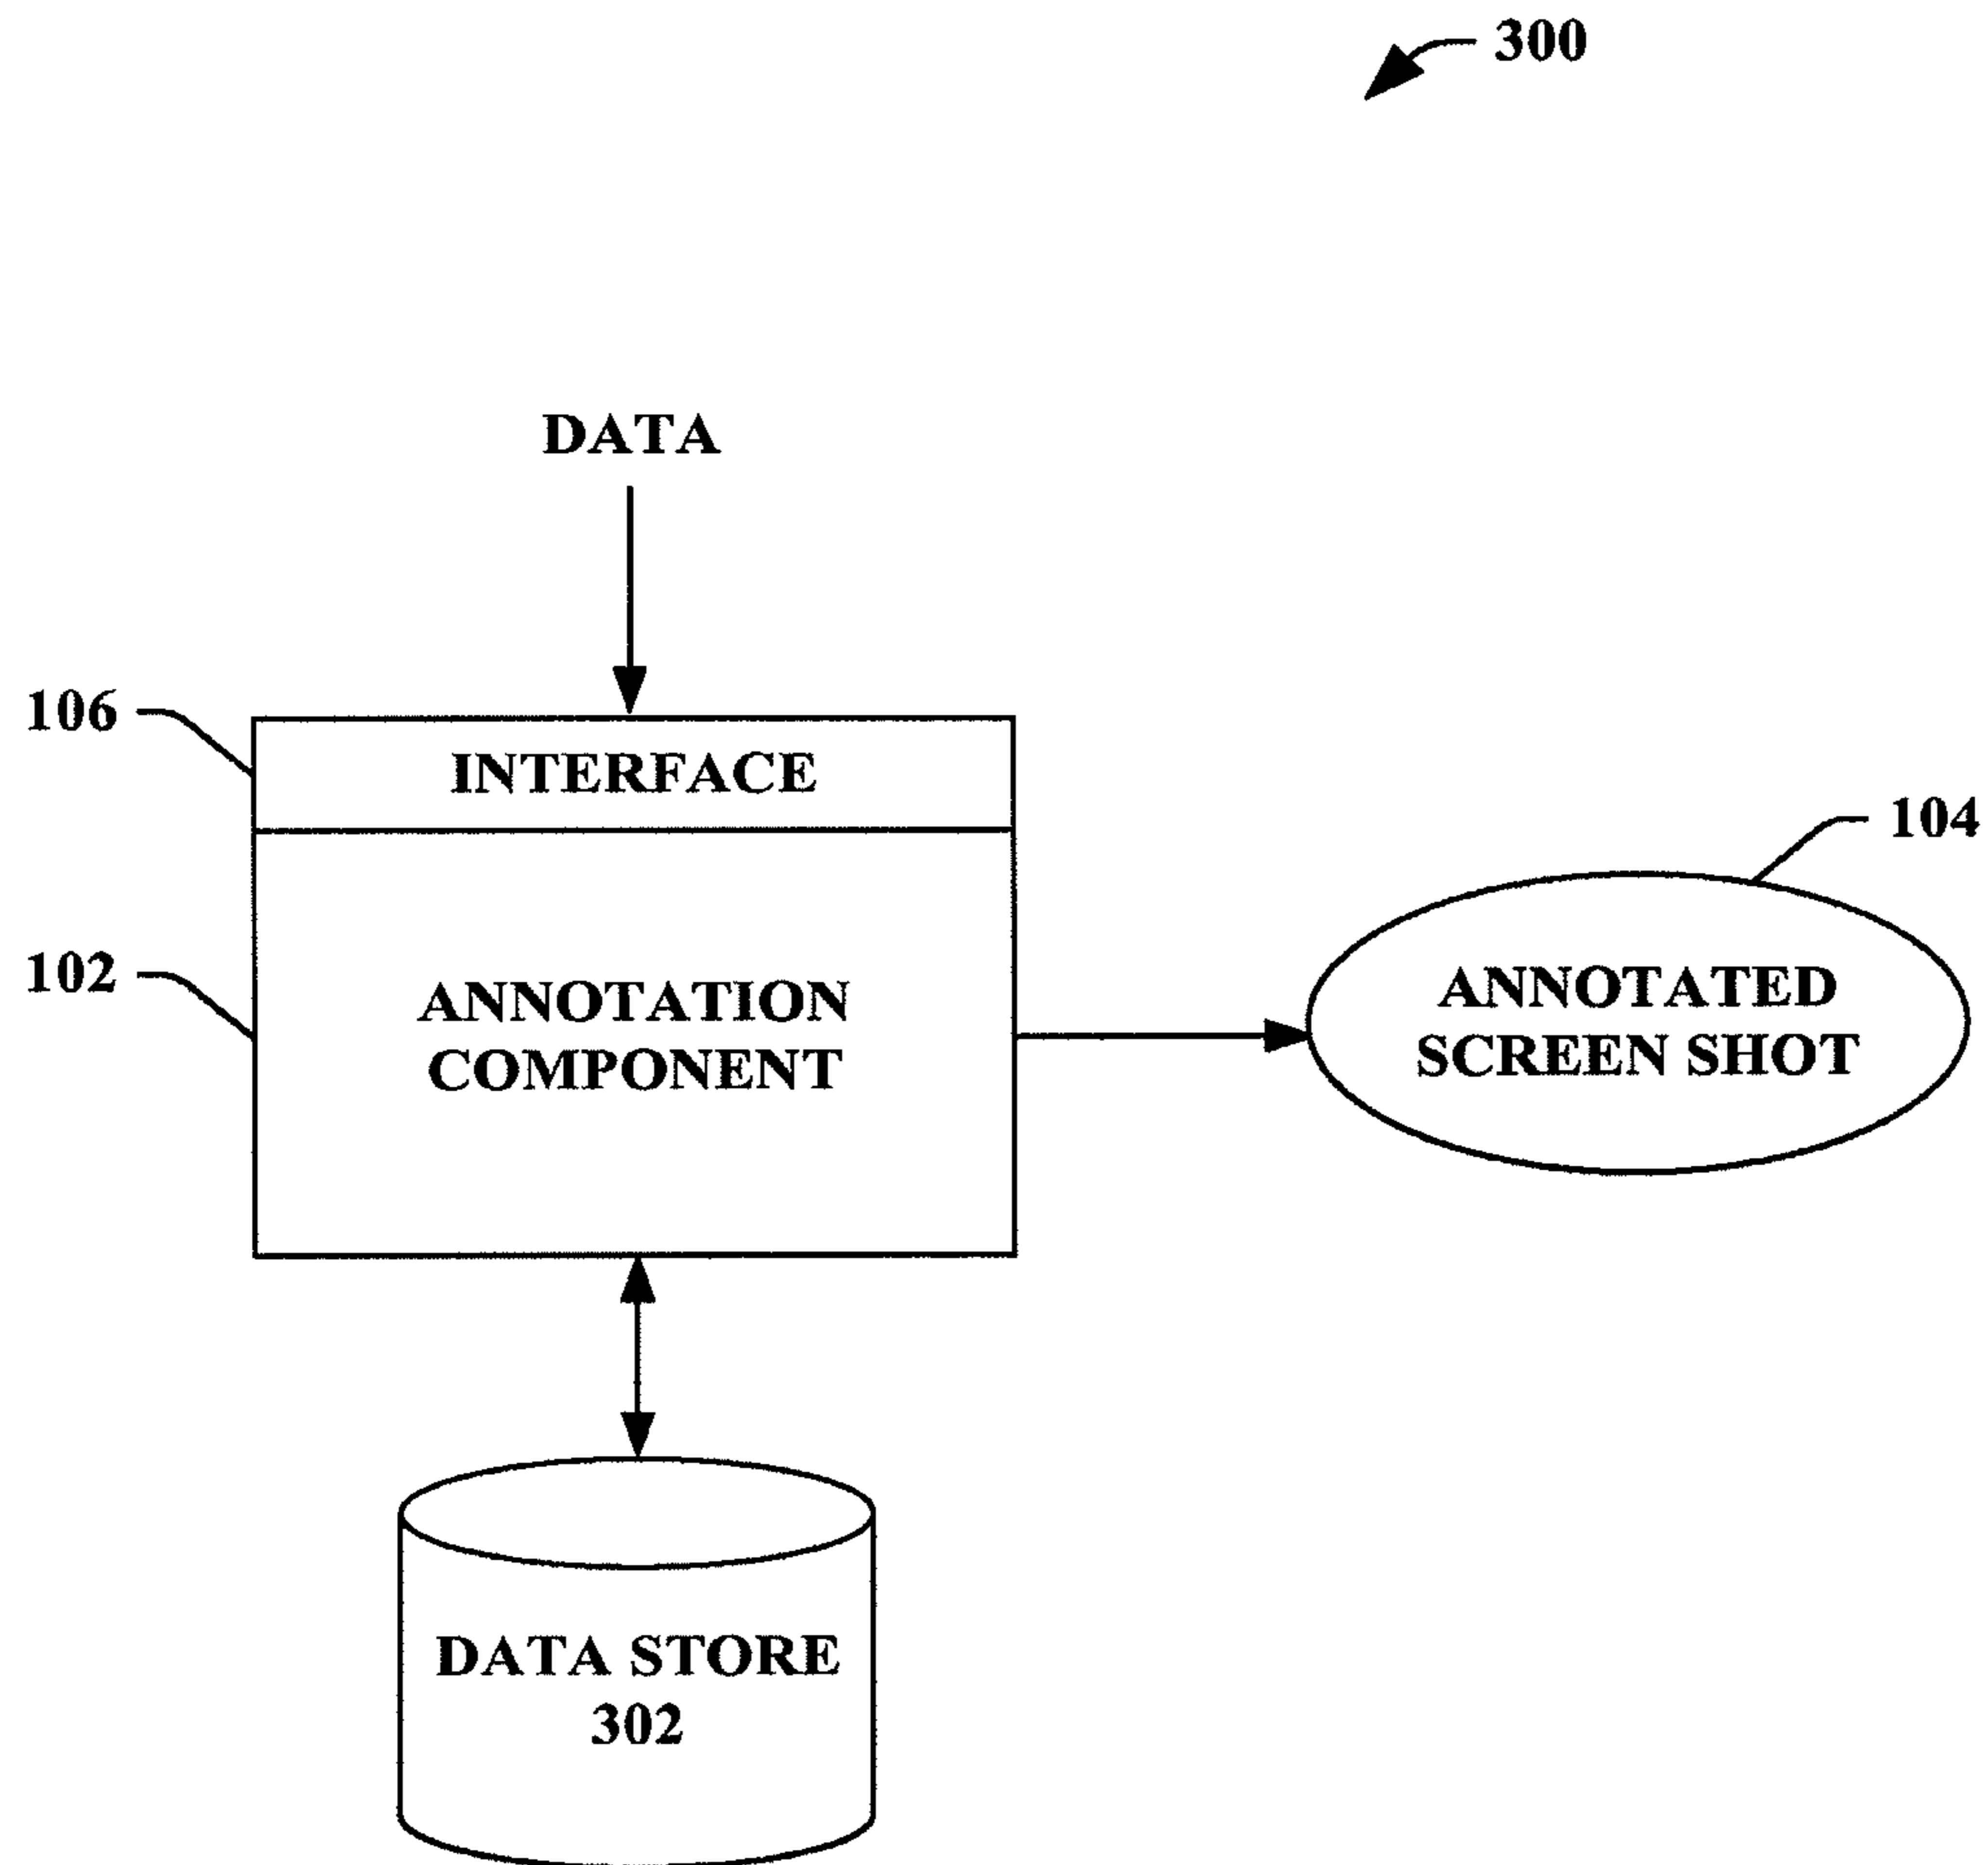 300
DATA
106
INTERFACE
104
102
ANNOTATION
COMPONENT
ANNOTATED
SCREEN SHOT
DATA STORE
302